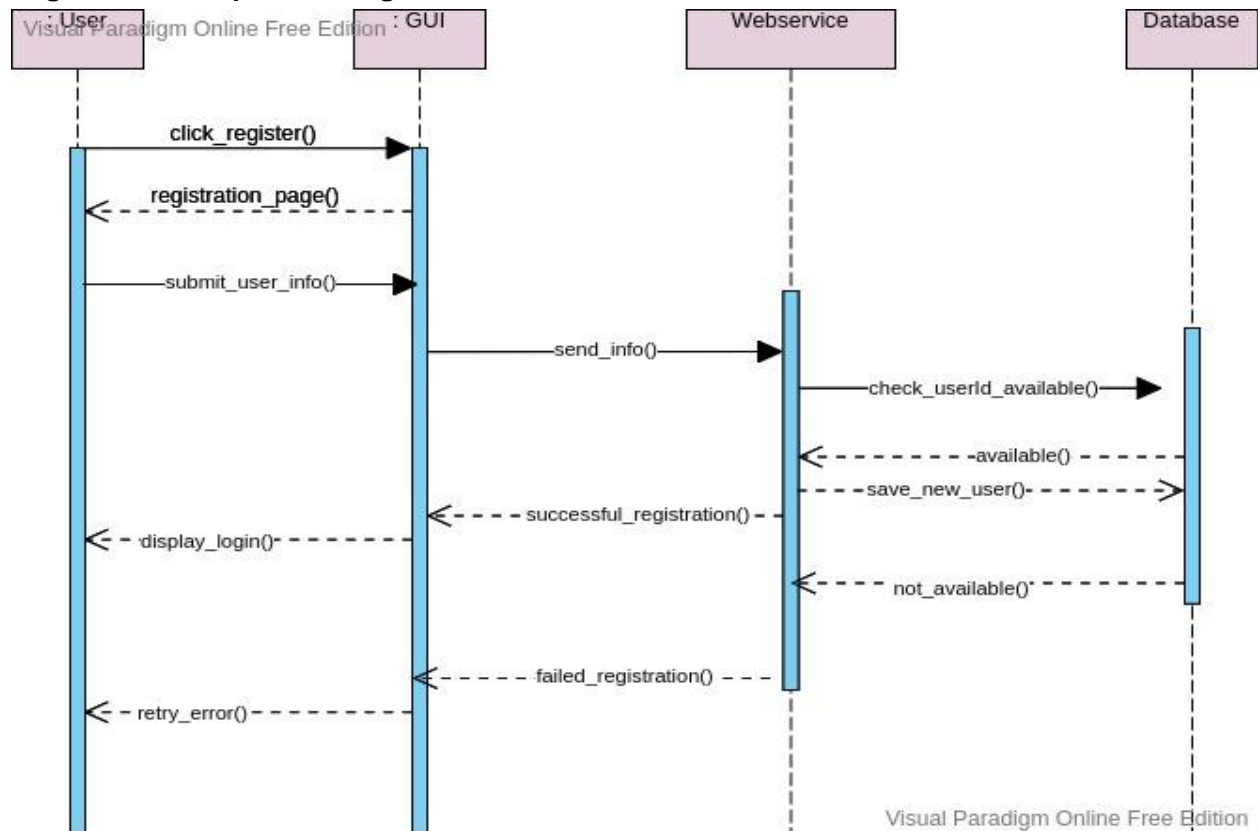 : User
: GUI
Webservice
Database
Visual Paradigm Online Free Edition
click_register()
registration_page()
submit_user_info()
send_info()
check_userId_available()
available()
save_new_user()
successful_registration()
display_login()
not_available()
failed_registration()
retry_error()
Visual Paradigm Online Free Edition